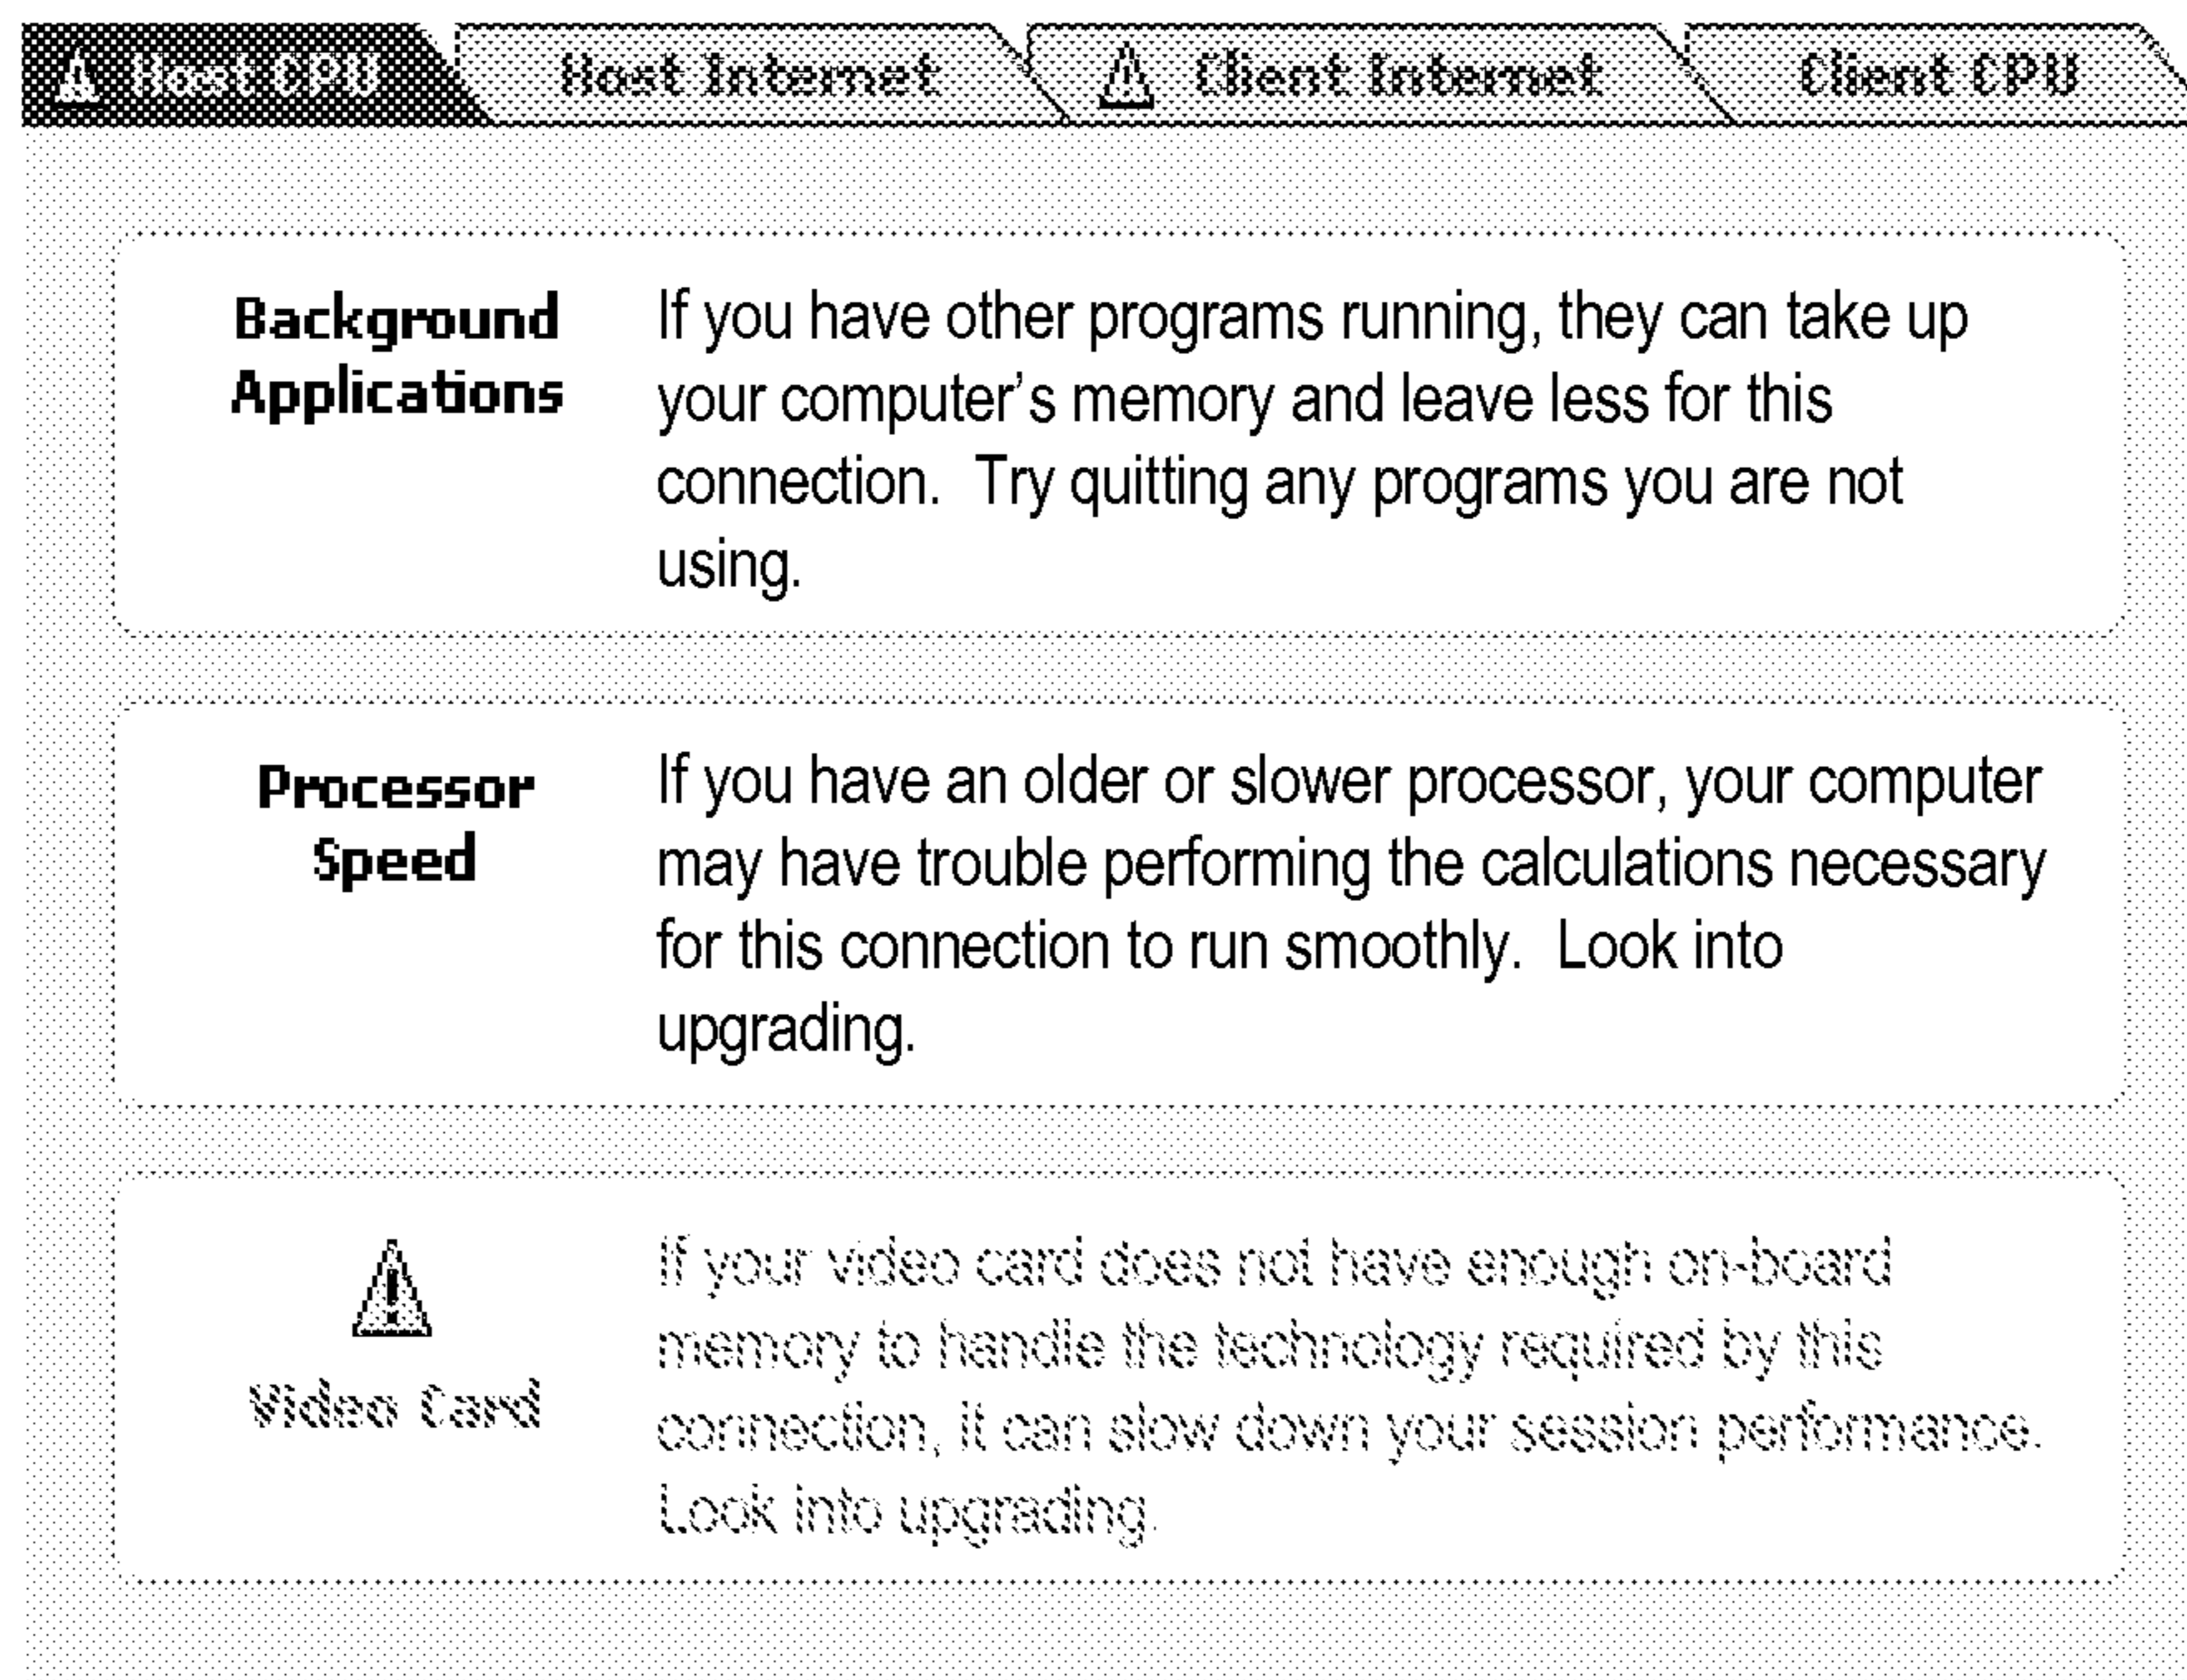 Host CPU Host Internet Client Internet Client CPU
Background
Applications
If you have other programs running, they can take up
your computer's memory and leave less for this
connection. Try quitting any programs you are not
using.
Processor
Speed
If you have an older or slower processor, your computer
may have trouble performing the calculations necessary
for this connection to run smoothly. Look into
upgrading.
Video Card
If your video card does not have enough on-board
memory to handle the technology required by this
connection, it can slow down your session performance.
Look into upgrading.